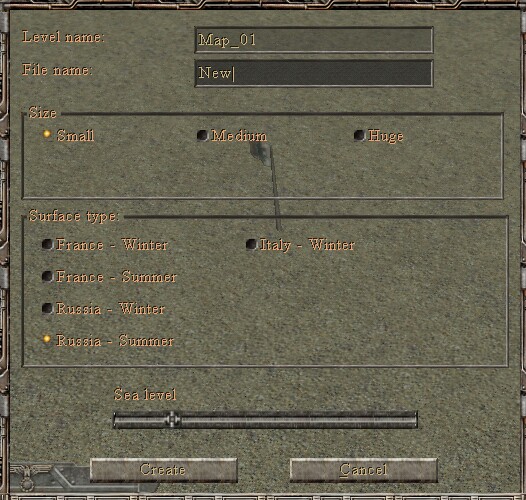 Level name: Map_01
File name: New
Size
Small Medium Huge
Surface type:
France - Winter Italy - Winter
France - Summer
Russia - Winter
Russia - Summer
Sea level
Create Cancel